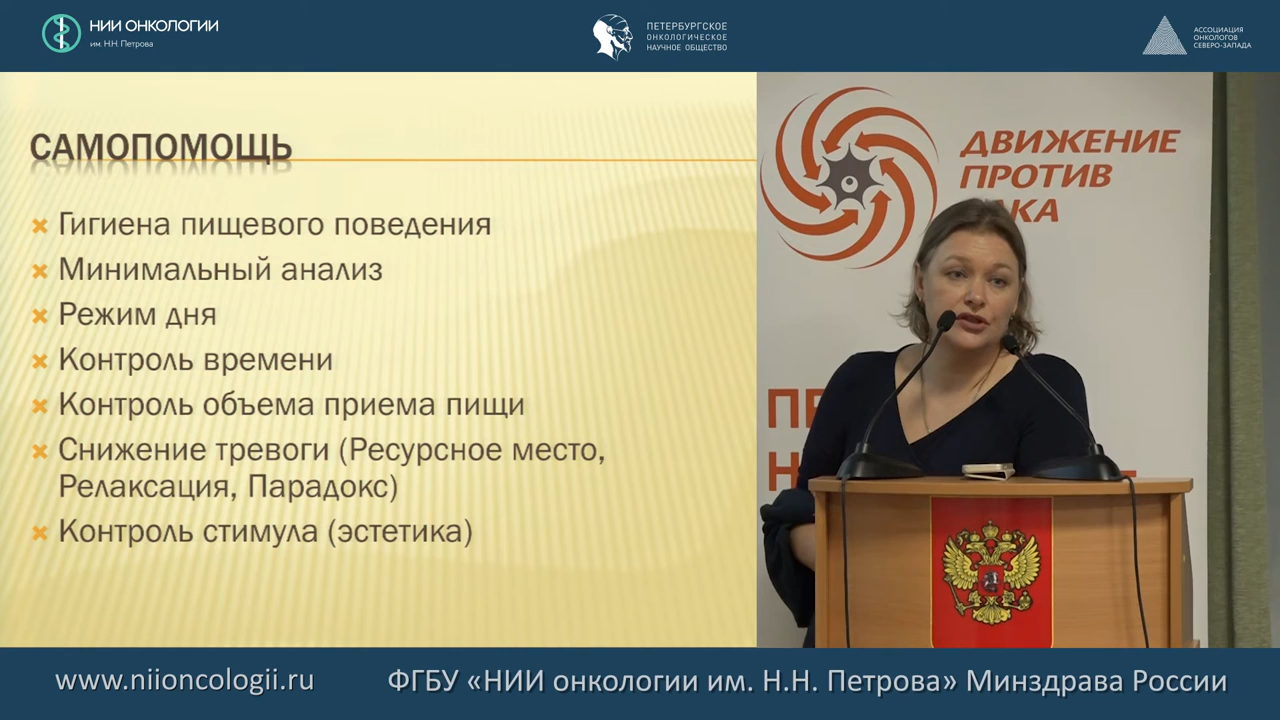 НИИ ОНКОЛОГИИ
им. Н.Н. Петрова
ПЕТЕРБУРГСКОЕ
ОНКОЛОГИЧЕСКОЕ
НАУЧНОЕ ОБЩЕСТВО
АССОЦИАЦИЯ
ОНКОЛОГОВ
СЕВЕРО-ЗАПАДА
САМОПОМОЩЬ
Гигиена пищевого поведения
Минимальный анализ
Режим дня
Контроль времени
Контроль объема приема пищи
Снижение тревоги (Ресурсное место,
Релаксация, Парадокс)
Контроль стимула (эстетика)
ДВИЖЕНИЕ
ПРОТИВ
www.niioncologii.ru
ФГБУ «НИИ онкологии им. Н.Н. Петрова» Минздрава России